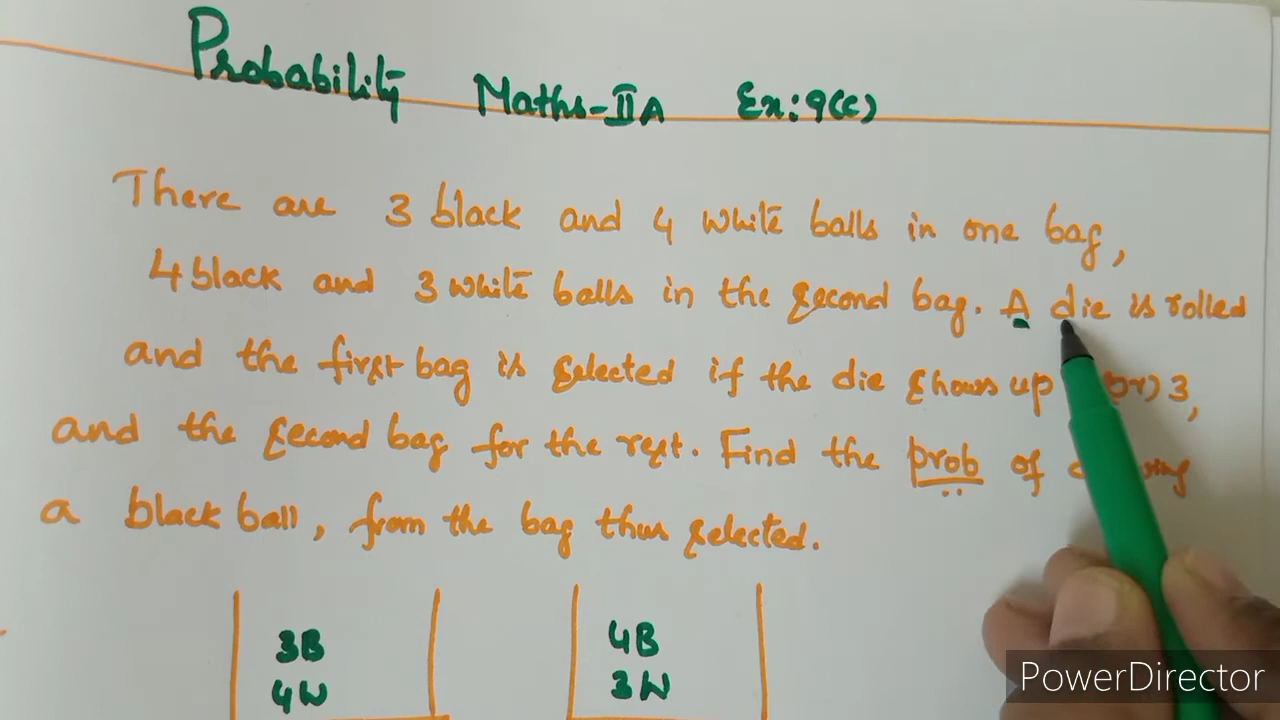 Probability Maths-IIA Ex: 9(c)
There are 3 black and 4 white balls in one bag,
4 black and 3 white balls in the second bag. A die is rolled
and the first bag is selected if the die shows up 3,
and the second bag for the rest. Find the prob of
a black ball, from the bag thus selected.
3B 4B
4W 3W
PowerDirector